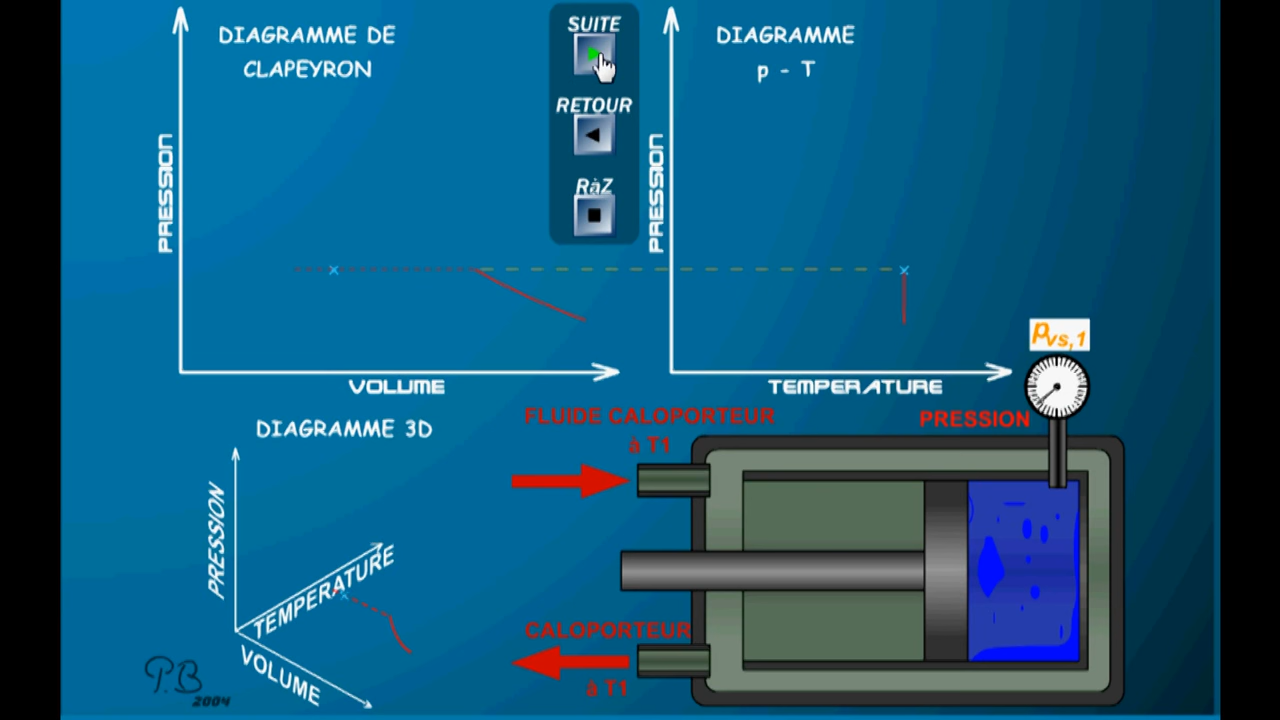 DIAGRAMME DE
CLAPEYRON
PRESSION
VOLUME
SUITE
RETOUR
RàZ
DIAGRAMME
p - T
PRESSION
TEMPERATURE
Pvs,1
PRESSION
FLUIDE CALOPORTEUR
à T1
CALOPORTEUR
à T1
DIAGRAMME 3D
PRESSION
TEMPERATURE
VOLUME
P.B
2004